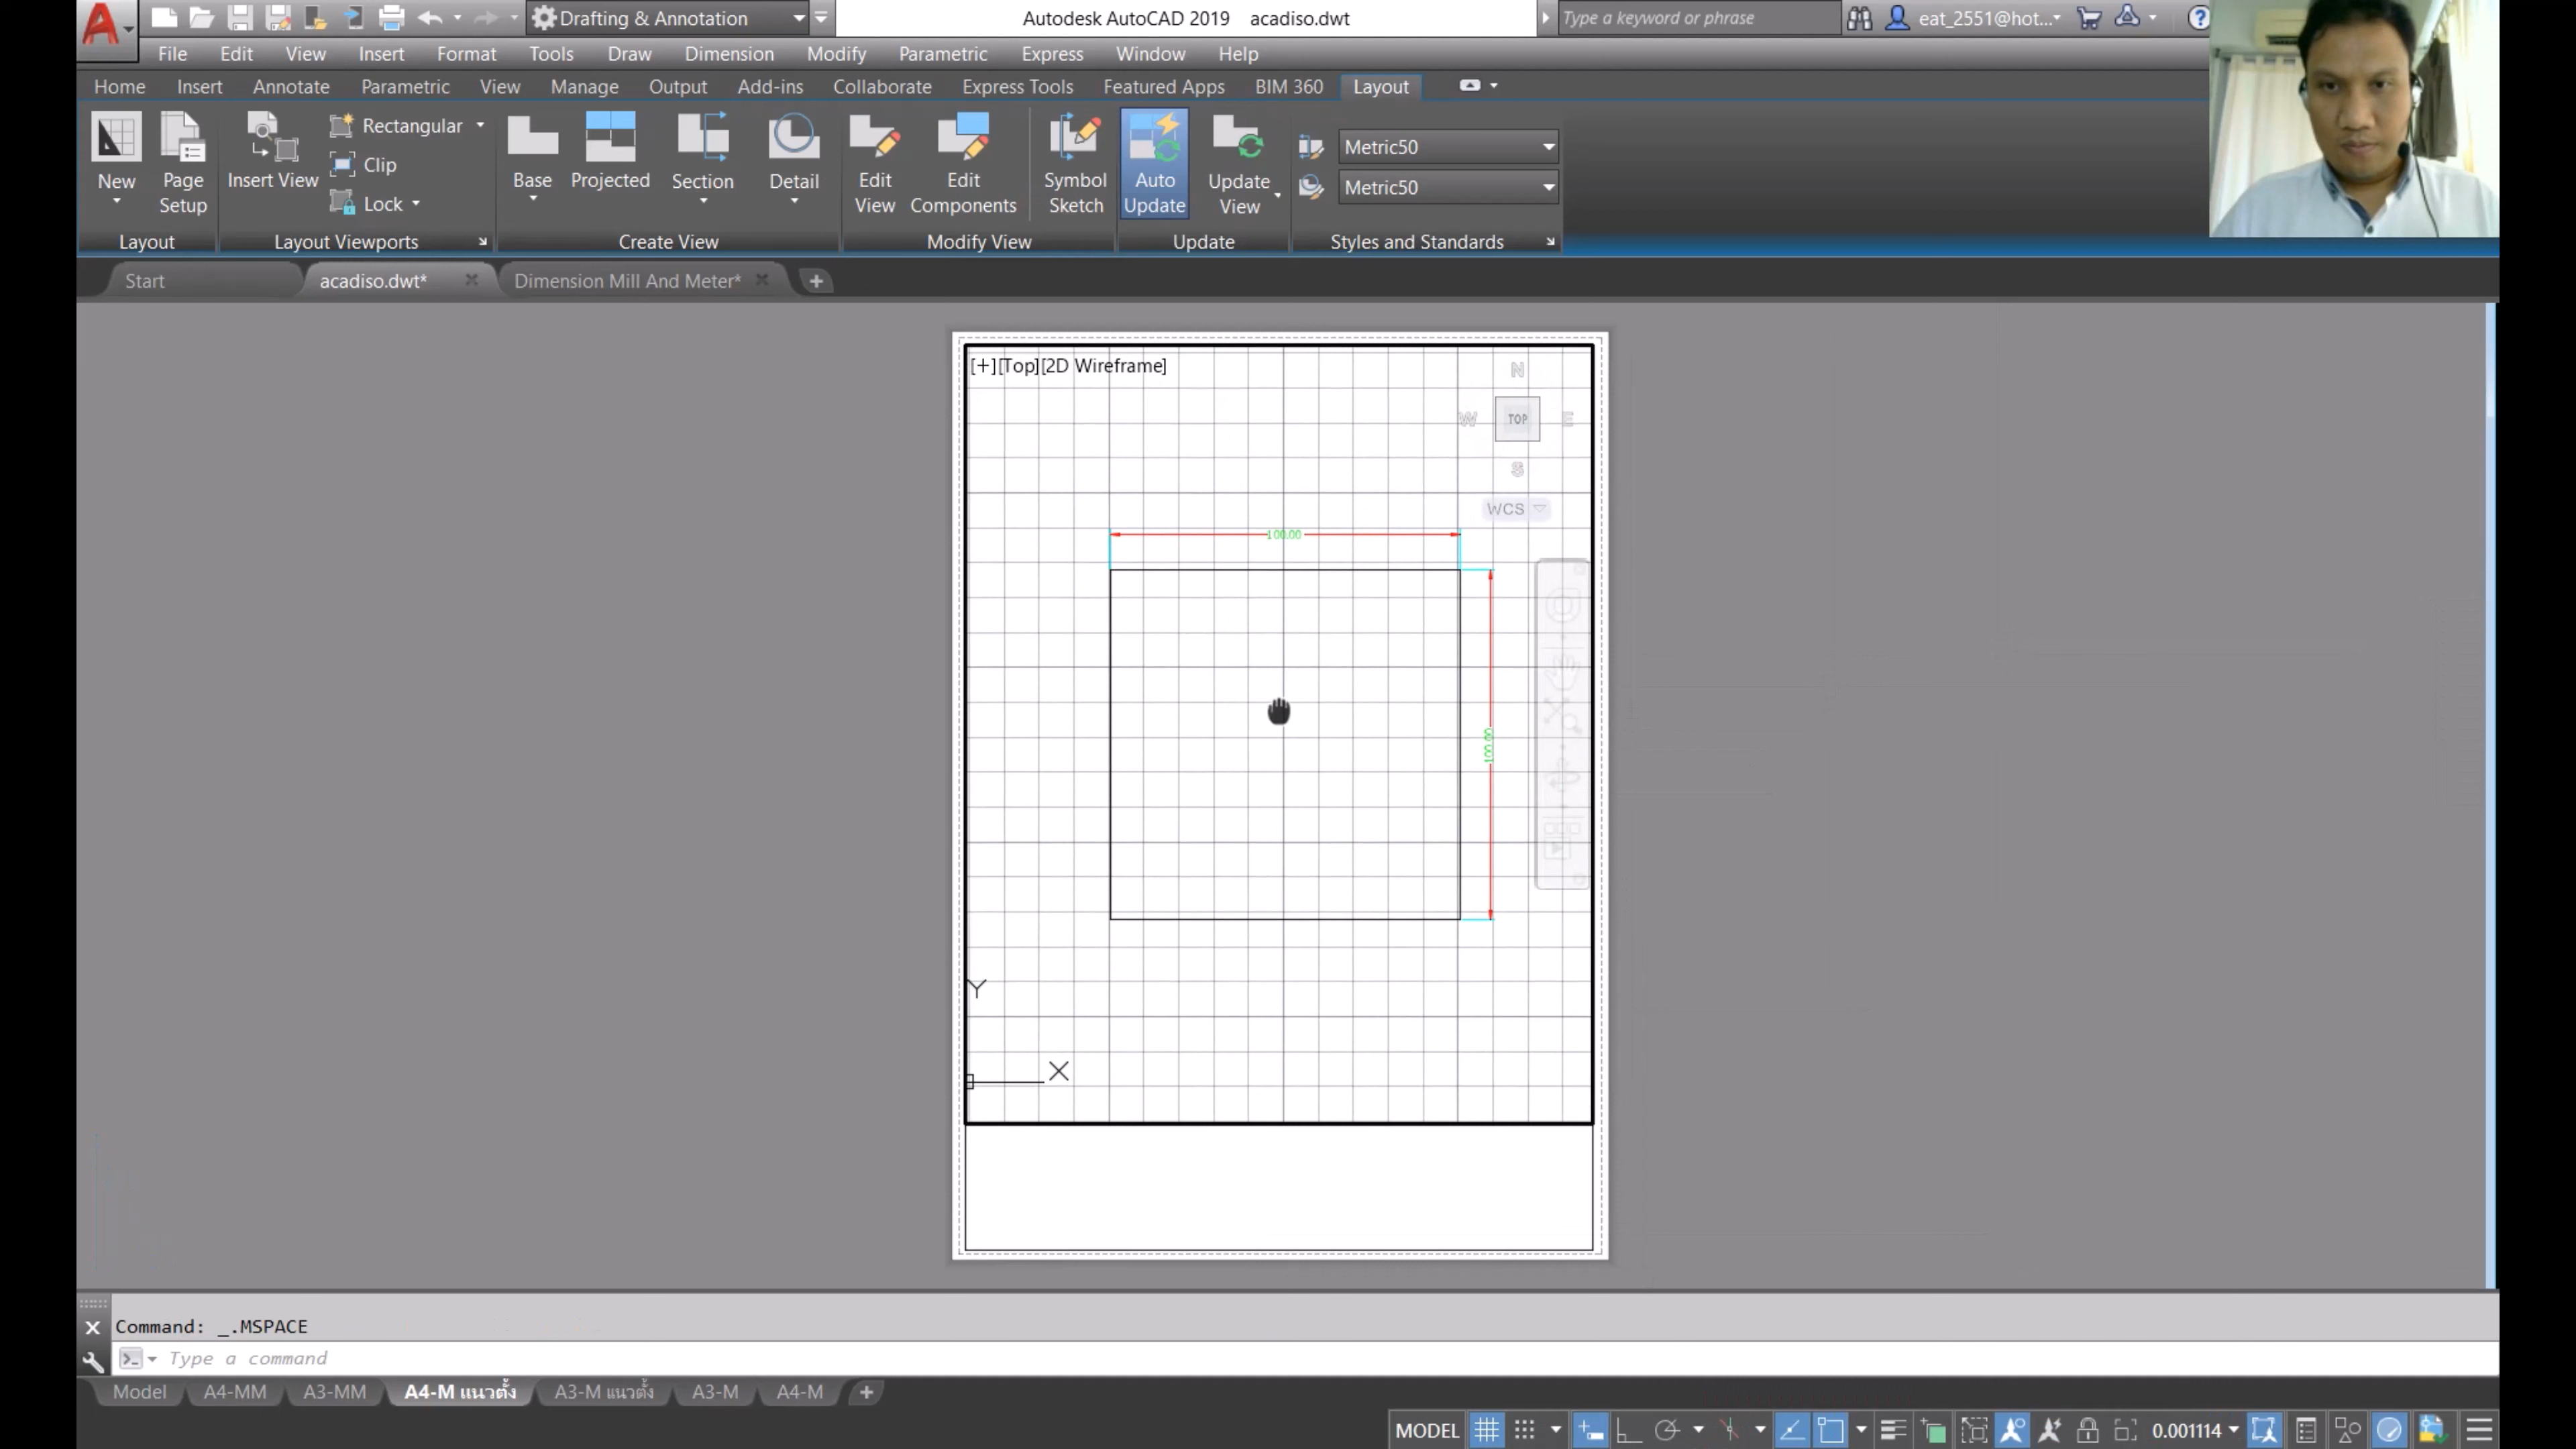 Drafting & Annotation
Autodesk AutoCAD 2019 acadiso.dwt
Type a keyword or phrase
eat_2551@hot...
File Edit View Insert Format Tools Draw Dimension Modify Parametric Express Window Help
Home Insert Annotate Parametric View Manage Output Add-ins Collaborate Express Tools Featured Apps BIM 360 Layout
New
Page Setup
Insert View
Rectangular
Clip
Lock
Base
Projected
Section
Detail
Edit View
Edit Components
Symbol Sketch
Auto Update
Update View
Metric50
Metric50
Layout
Layout Viewports
Create View
Modify View
Update
Styles and Standards
Start
acadiso.dwt*
Dimension Mill And Meter*
[+][Top][2D Wireframe]
N
W TOP E
S
WCS
100.00
100.00
Y
X
Command: _.MSPACE
Type a command
Model A4-MM A3-MM A4-M แนวตั้ง A3-M แนวตั้ง A3-M A4-M
MODEL
0.001114